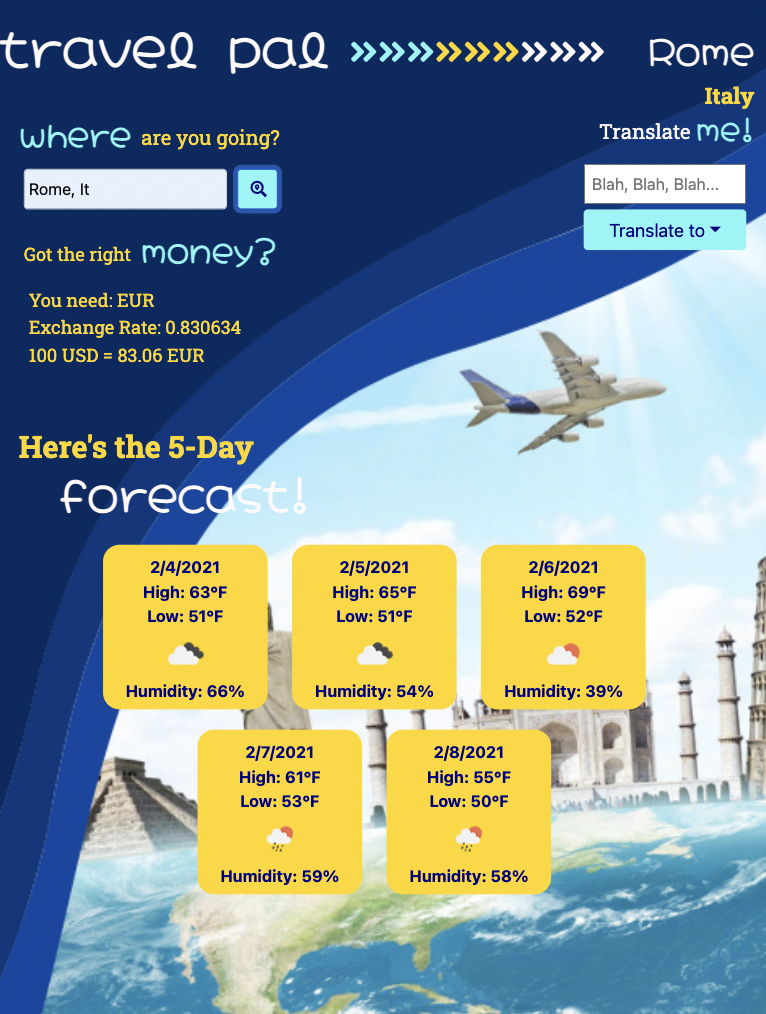 travel pal
Rome
Italy
where are you going?
Translate me!
Rome, It
Blah, Blah, Blah...
Translate to
Got the right money?
You need: EUR
Exchange Rate: 0.830634
100 USD = 83.06 EUR
Here's the 5-Day
forecast!
2/4/2021
High: 63°F
Low: 51°F
Humidity: 66%
2/5/2021
High: 65°F
Low: 51°F
Humidity: 54%
2/6/2021
High: 69°F
Low: 52°F
Humidity: 39%
2/7/2021
High: 61°F
Low: 53°F
Humidity: 59%
2/8/2021
High: 55°F
Low: 50°F
Humidity: 58%